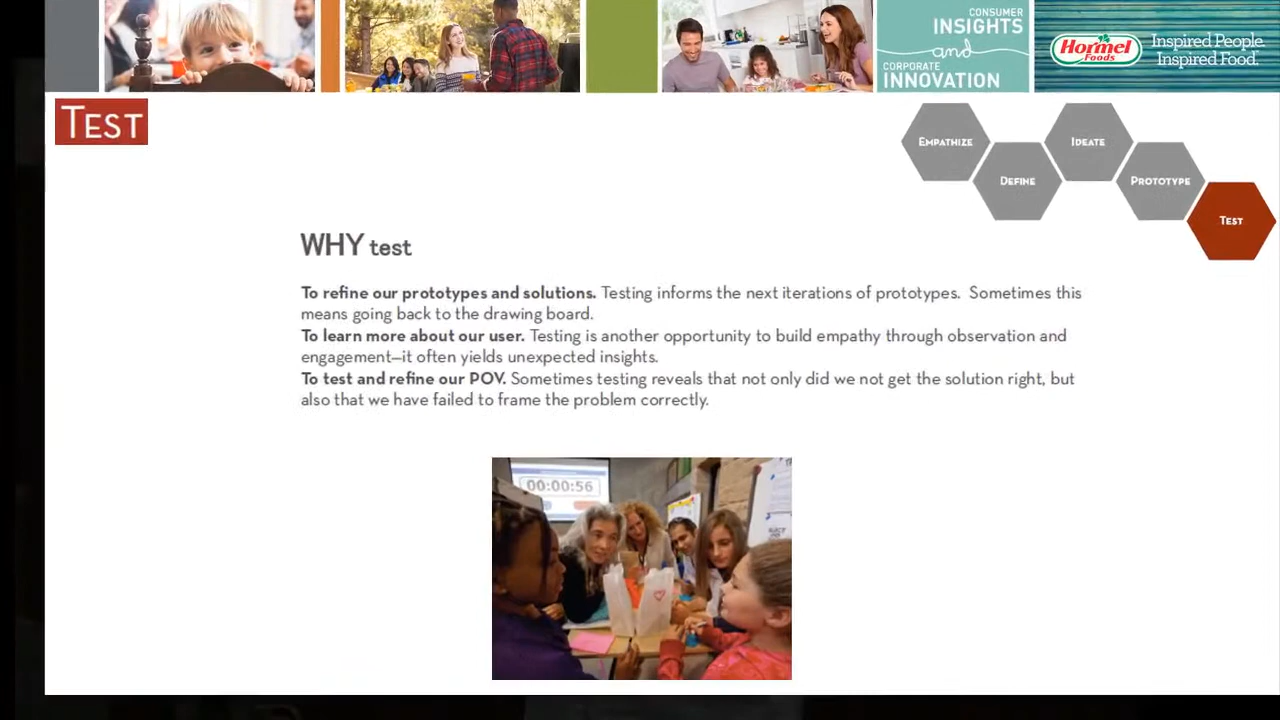 CONSUMER
INSIGHTS
and
CORPORATE
INNOVATION
Hormel
Foods
Inspired People.
Inspired Food.
TEST
EMPATHIZE
IDEATE
DEFINE
PROTOTYPE
TEST
WHY test
To refine our prototypes and solutions. Testing informs the next iterations of prototypes. Sometimes this
means going back to the drawing board.
To learn more about our user. Testing is another opportunity to build empathy through observation and
engagement—it often yields unexpected insights.
To test and refine our POV. Sometimes testing reveals that not only did we not get the solution right, but
also that we have failed to frame the problem correctly.
00:00:56